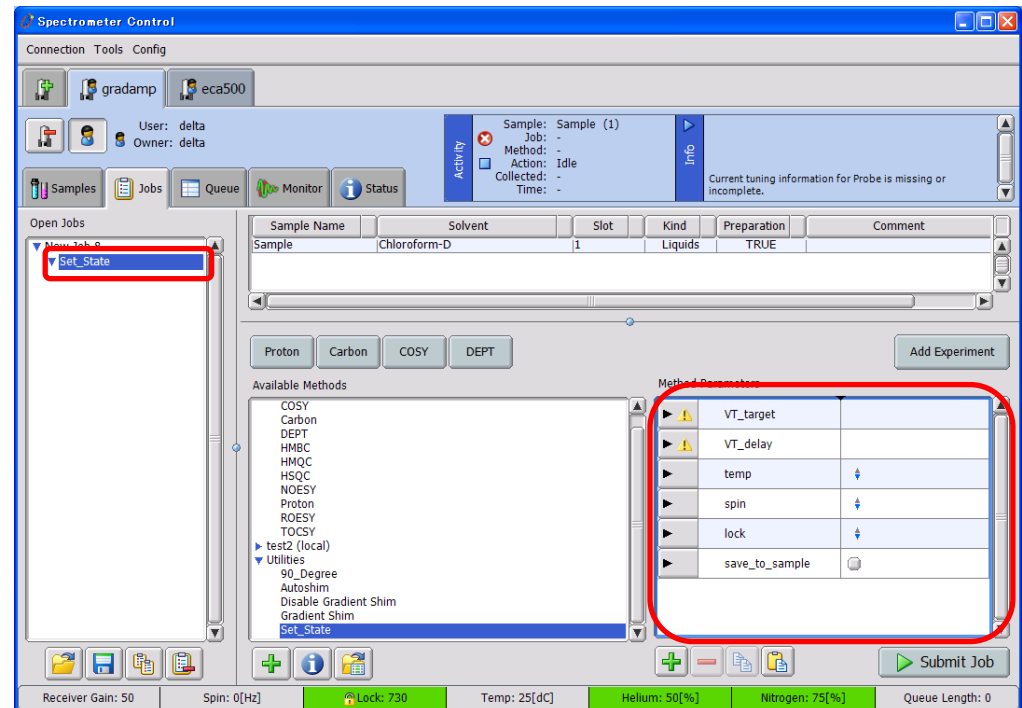 Spectrometer Control
Connection Tools Config
gradamp
eca500
User: delta
Owner: delta
Activity
Sample: Sample (1)
Job: -
Method: -
Action: Idle
Collected: -
Time: -
Info
Current tuning information for Probe is missing or
incomplete.
Samples
Jobs
Queue
Monitor
Status
Open Jobs
New Job 8
Set_State
Sample Name Solvent Slot Kind Preparation Comment
Sample Chloroform-D 1 Liquids TRUE
Proton Carbon COSY DEPT Add Experiment
Available Methods
COSY
Carbon
DEPT
HMBC
HMQC
HSQC
NOESY
Proton
ROESY
TOCSY
test2 (local)
Utilities
90_Degree
Autoshim
Disable Gradient Shim
Gradient Shim
Set_State
Method Parameters
VT_target
VT_delay
temp
spin
lock
save_to_sample
Submit Job
Receiver Gain: 50 Spin: 0[Hz] Lock: 730 Temp: 25[dC] Helium: 50[%] Nitrogen: 75[%] Queue Length: 0